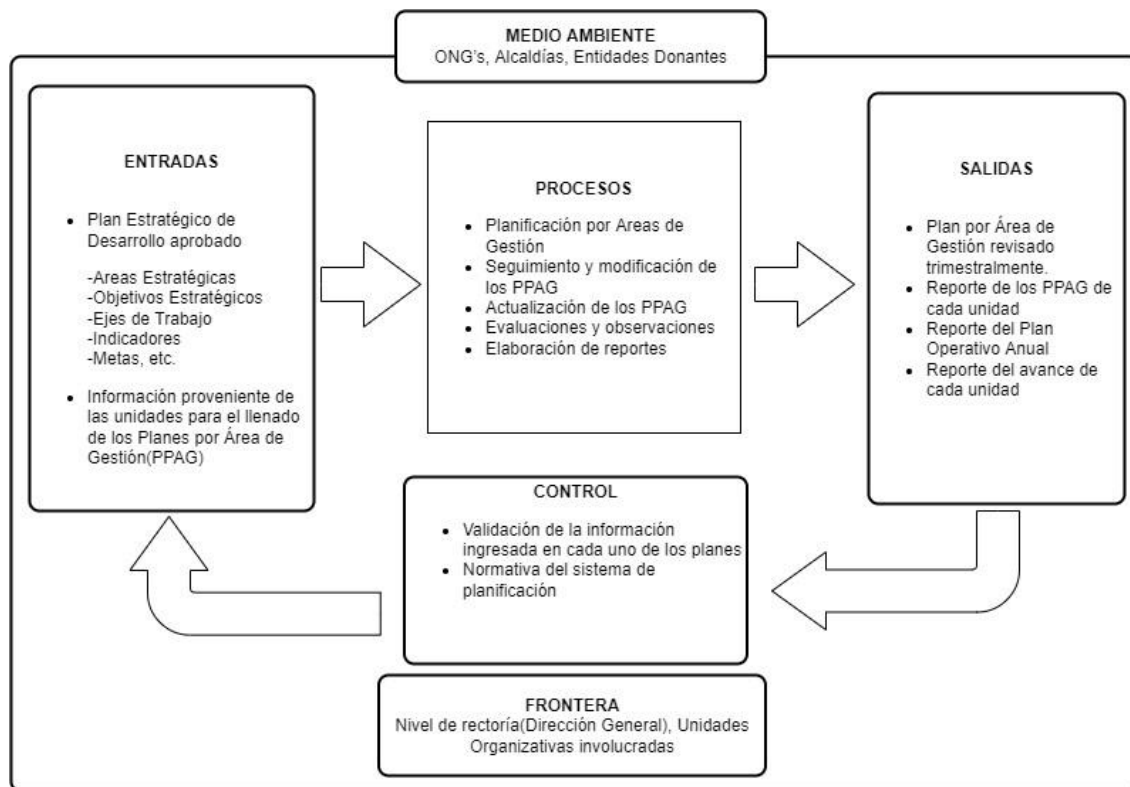 MEDIO AMBIENTE
ONG's, Alcaldías, Entidades Donantes
ENTRADAS
• Plan Estratégico de
Desarrollo aprobado
-Areas Estratégicas
-Objetivos Estratégicos
-Ejes de Trabajo
-Indicadores
-Metas, etc.
• Información proveniente de
las unidades para el llenado
de los Planes por Área de
Gestión(PPAG)
PROCESOS
• Planificación por Areas de
Gestión
• Seguimiento y modificación de
los PPAG
• Actualización de los PPAG
• Evaluaciones y observaciones
• Elaboración de reportes
SALIDAS
• Plan por Área de
Gestión revisado
trimestralmente.
• Reporte de los PPAG de
cada unidad
• Reporte del Plan
Operativo Anual
• Reporte del avance de
cada unidad
CONTROL
• Validación de la información
ingresada en cada uno de los planes
• Normativa del sistema de
planificación
FRONTERA
Nivel de rectoría(Dirección General), Unidades
Organizativas involucradas